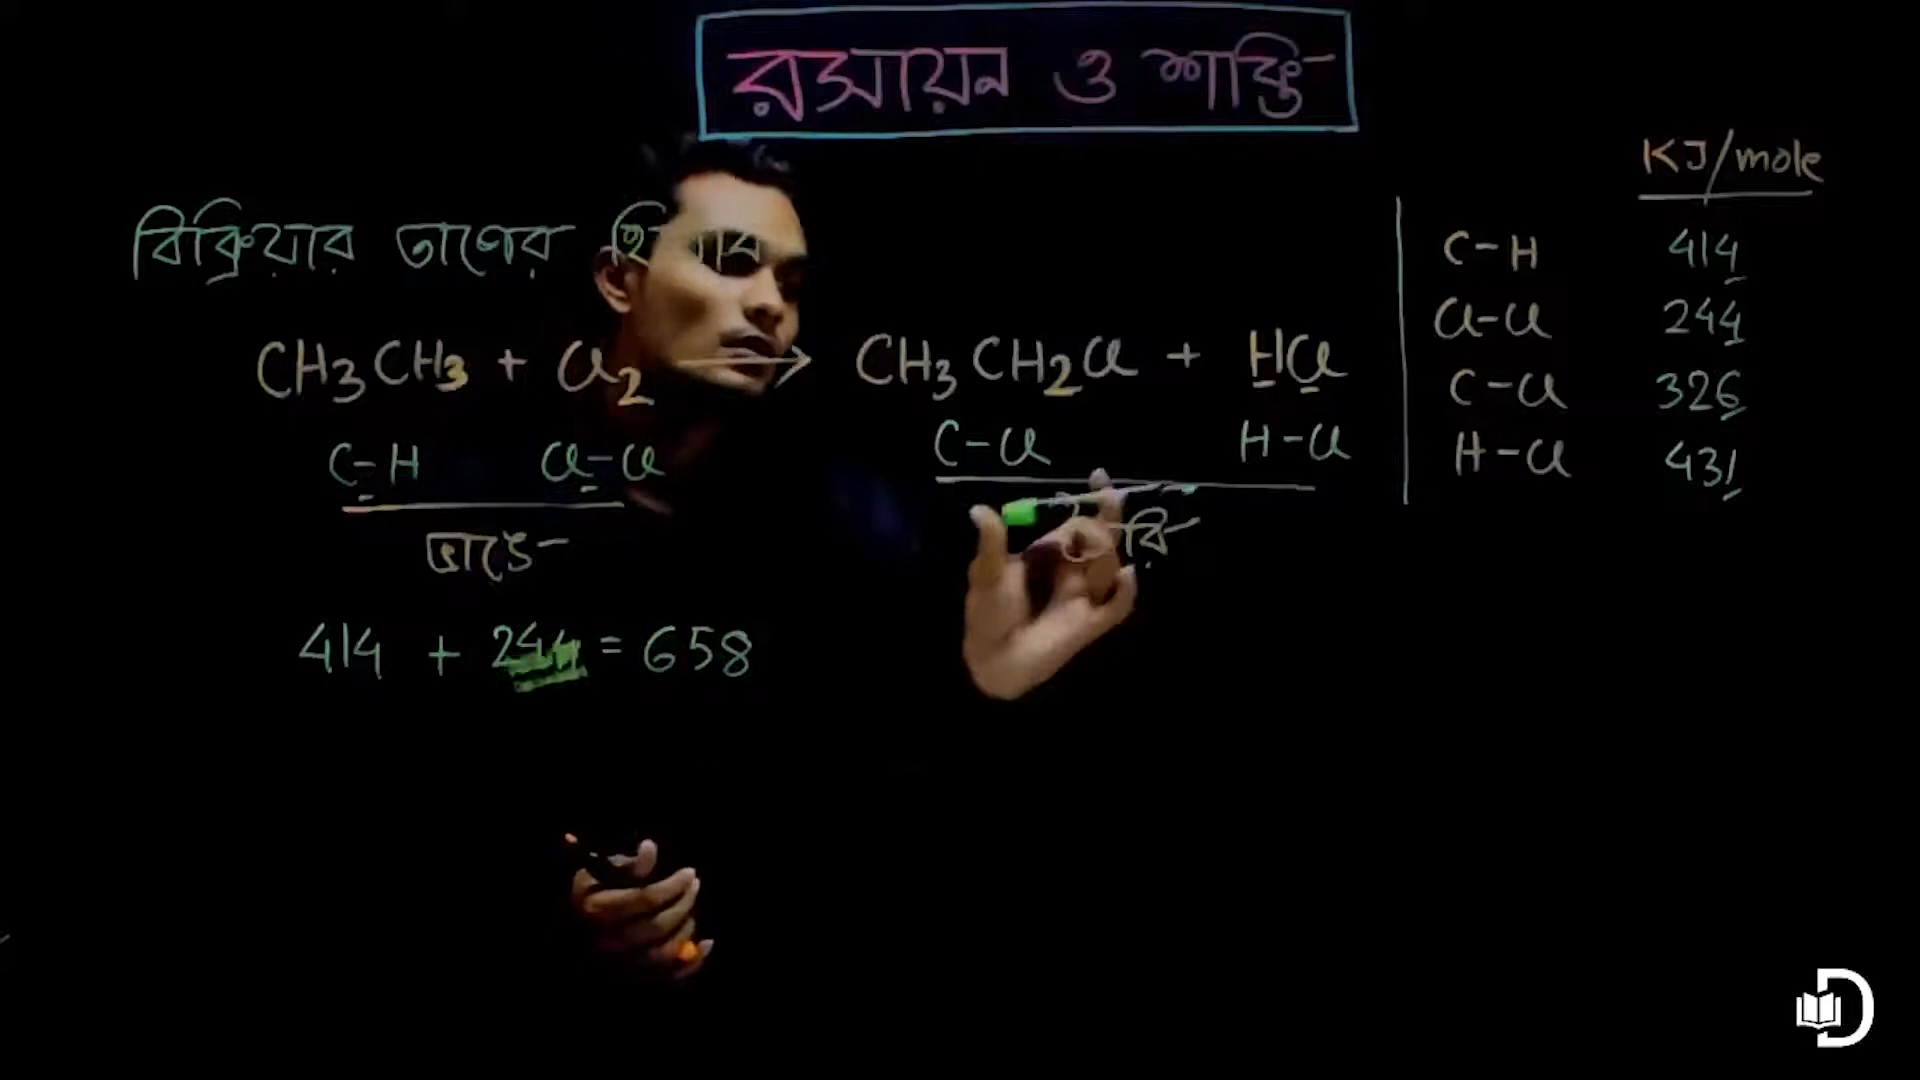 রসায়ন ও শক্তি
বিক্রিয়ার তাপের হিসাব
CH3CH3 + Cl2 → CH3CH2Cl + HCl
C-H Cl-Cl C-Cl H-Cl
ভাঙে
414 + 244 = 658
KJ/mole
C-H 414
Cl-Cl 244
C-Cl 326
H-Cl 431